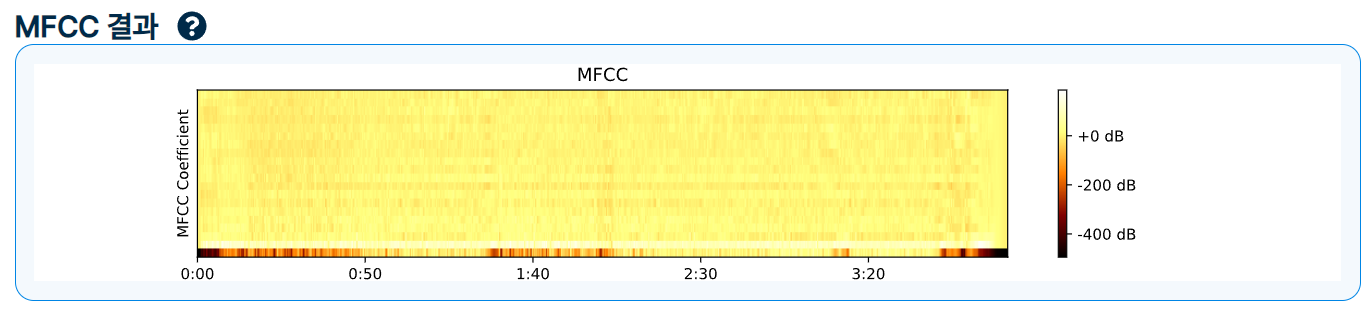 MFCC 결과 ?
MFCC
MFCC Coefficient
+0 dB
-200 dB
-400 dB
0:00 0:50 1:40 2:30 3:20